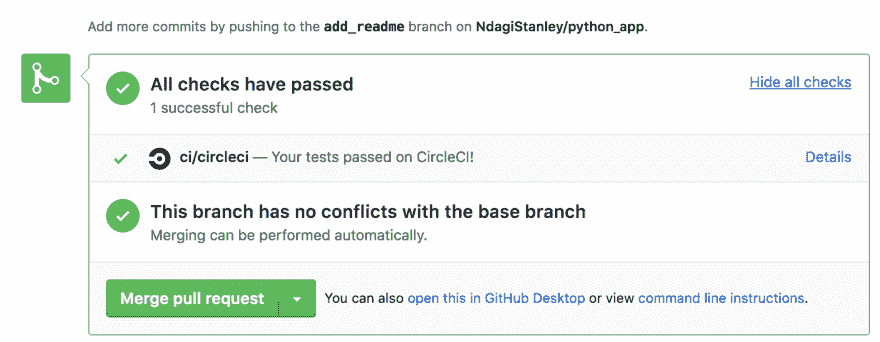 Add more commits by pushing to the add_readme branch on NdagiStanley/python_app.
All checks have passed
Hide all checks
1 successful check
ci/circleci — Your tests passed on CircleCI!
Details
This branch has no conflicts with the base branch
Merging can be performed automatically.
Merge pull request
You can also open this in GitHub Desktop or view command line instructions.